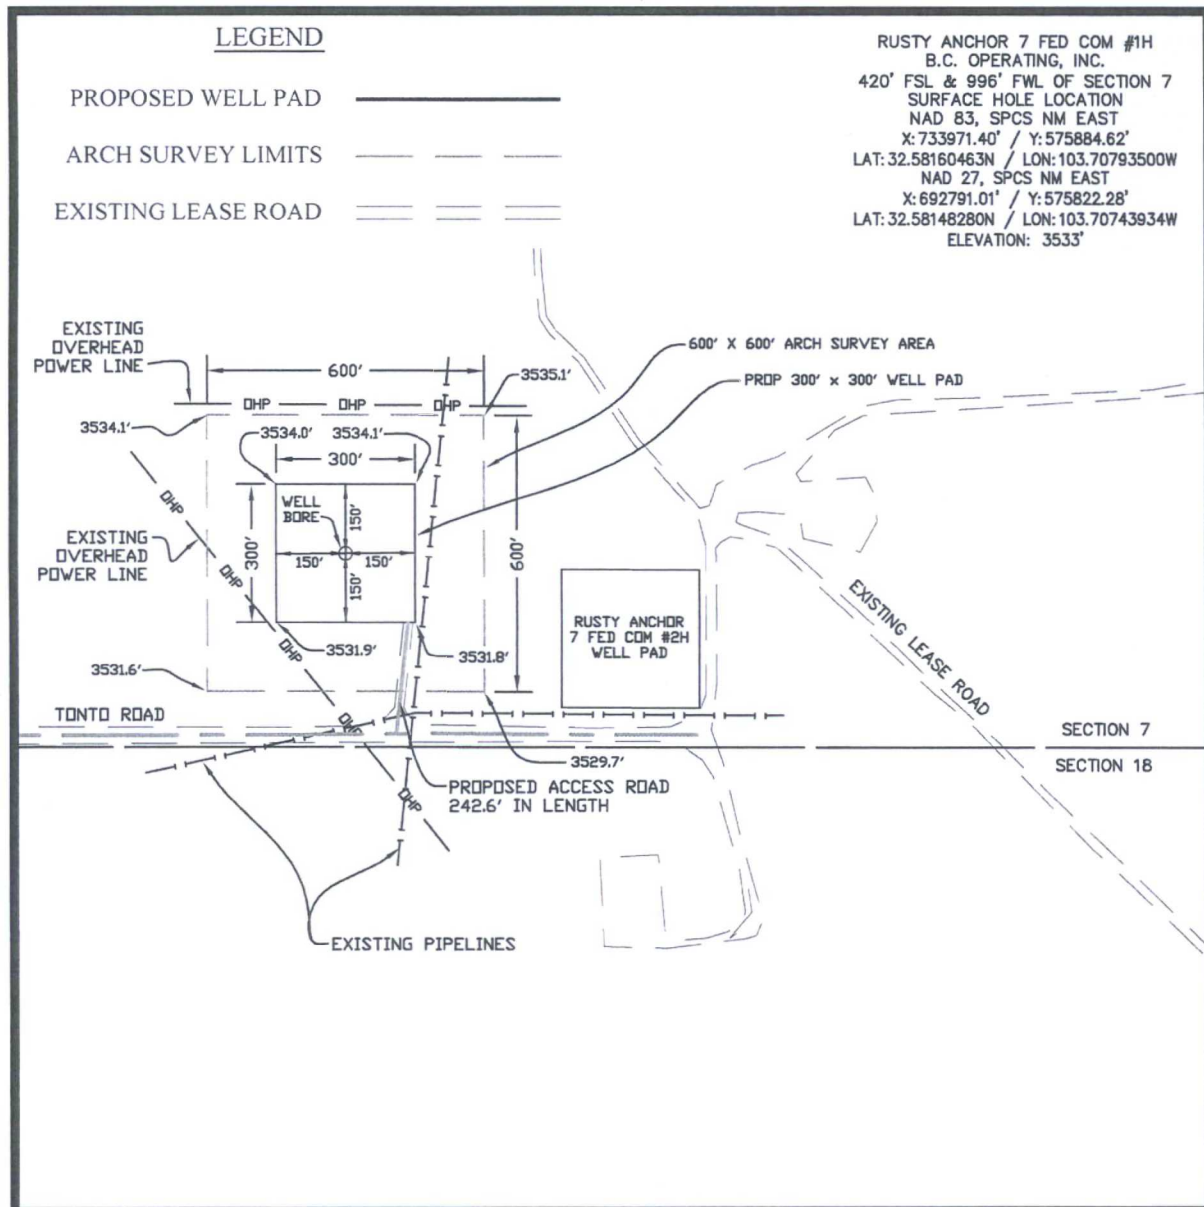 LEGEND
PROPOSED WELL PAD
ARCH SURVEY LIMITS
EXISTING LEASE ROAD
RUSTY ANCHOR 7 FED COM #1H
B.C. OPERATING, INC.
420' FSL & 996' FWL OF SECTION 7
SURFACE HOLE LOCATION
NAD 83, SPCS NM EAST
X:733971.40' / Y:575884.62'
LAT:32.58160463N / LON:103.70793500W
NAD 27, SPCS NM EAST
X:692791.01' / Y:575822.28'
LAT:32.58148280N / LON:103.70743934W
ELEVATION: 3533'
EXISTING
OVERHEAD
POWER LINE
600'
3535.1'
600' X 600' ARCH SURVEY AREA
PROP 300' x 300' WELL PAD
OHP OHP OHP
3534.1'
3534.0' 3534.1'
300'
OHP
WELL
BORE
150'
EXISTING
OVERHEAD
POWER LINE
300'
150' 150'
150'
600'
OHP
EXISTING LEASE ROAD
RUSTY ANCHOR
7 FED COM #2H
WELL PAD
OHP
3531.9'
3531.8'
3531.6'
TONTO ROAD
OHP
SECTION 7
SECTION 18
3529.7'
PROPOSED ACCESS ROAD
242.6' IN LENGTH
OHP
EXISTING PIPELINES